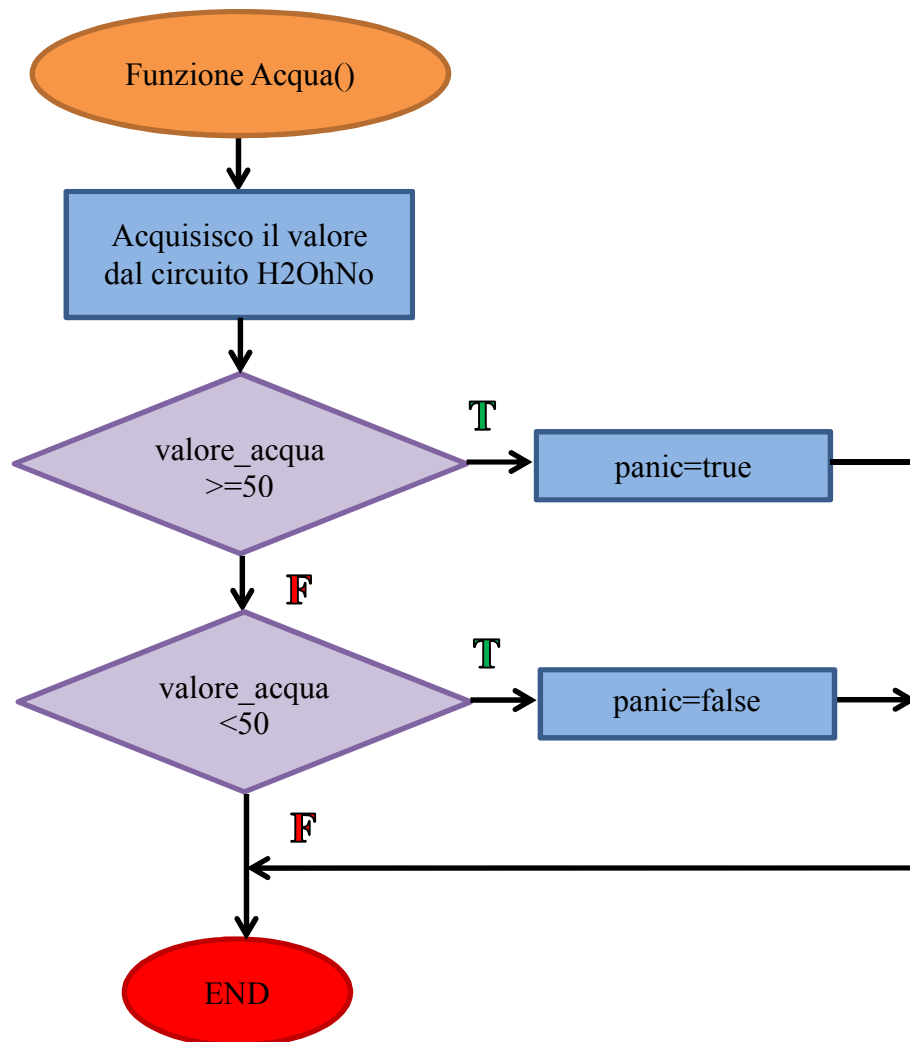 Funzione Acqua()
Acquisisco il valore
dal circuito H2OhNo
valore_acqua
>=50
T
panic=true
F
valore_acqua
<50
T
panic=false
F
END